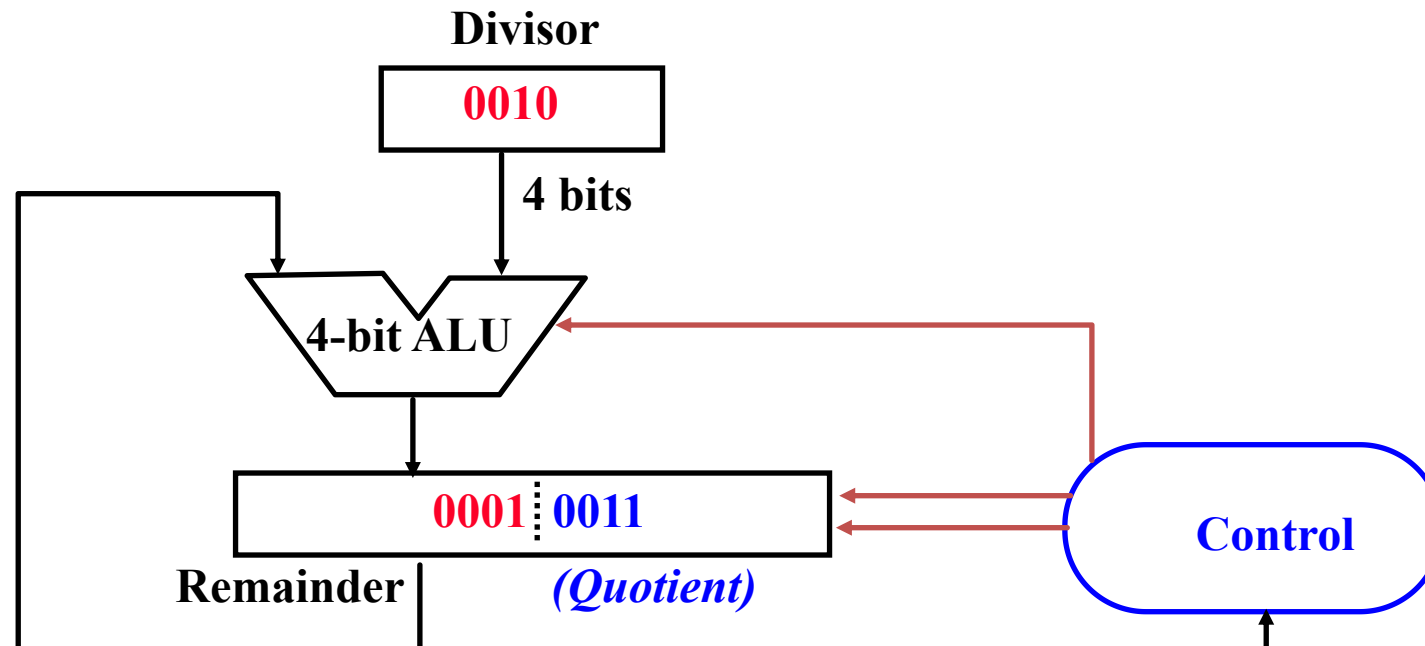 Divisor
0010
4 bits
4-bit ALU
0001 0011
Control
Remainder (Quotient)